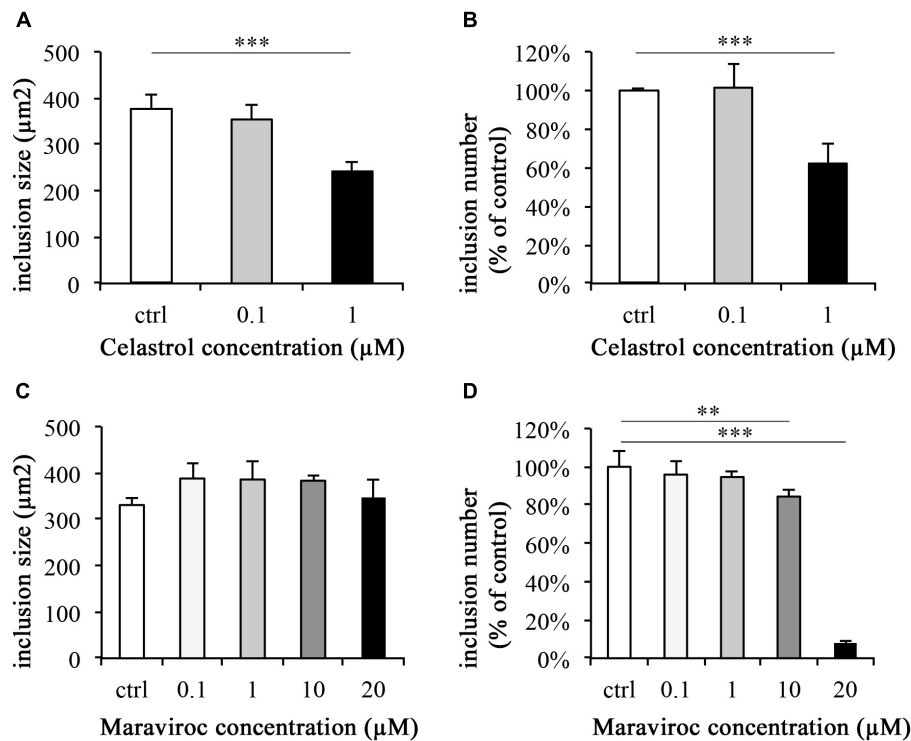 A
inclusion size (µm2)
500
400
300
200
100
0
***
ctrl 0.1 1
Celastrol concentration (µM)
B
inclusion number
(% of control)
120%
100%
80%
60%
40%
20%
0%
***
ctrl 0.1 1
Celastrol concentration (µM)
C
inclusion size (µm2)
500
400
300
200
100
0
ctrl 0.1 1 10 20
Maraviroc concentration (µM)
D
inclusion number
(% of control)
120%
100%
80%
60%
40%
20%
0%
**
***
ctrl 0.1 1 10 20
Maraviroc concentration (µM)